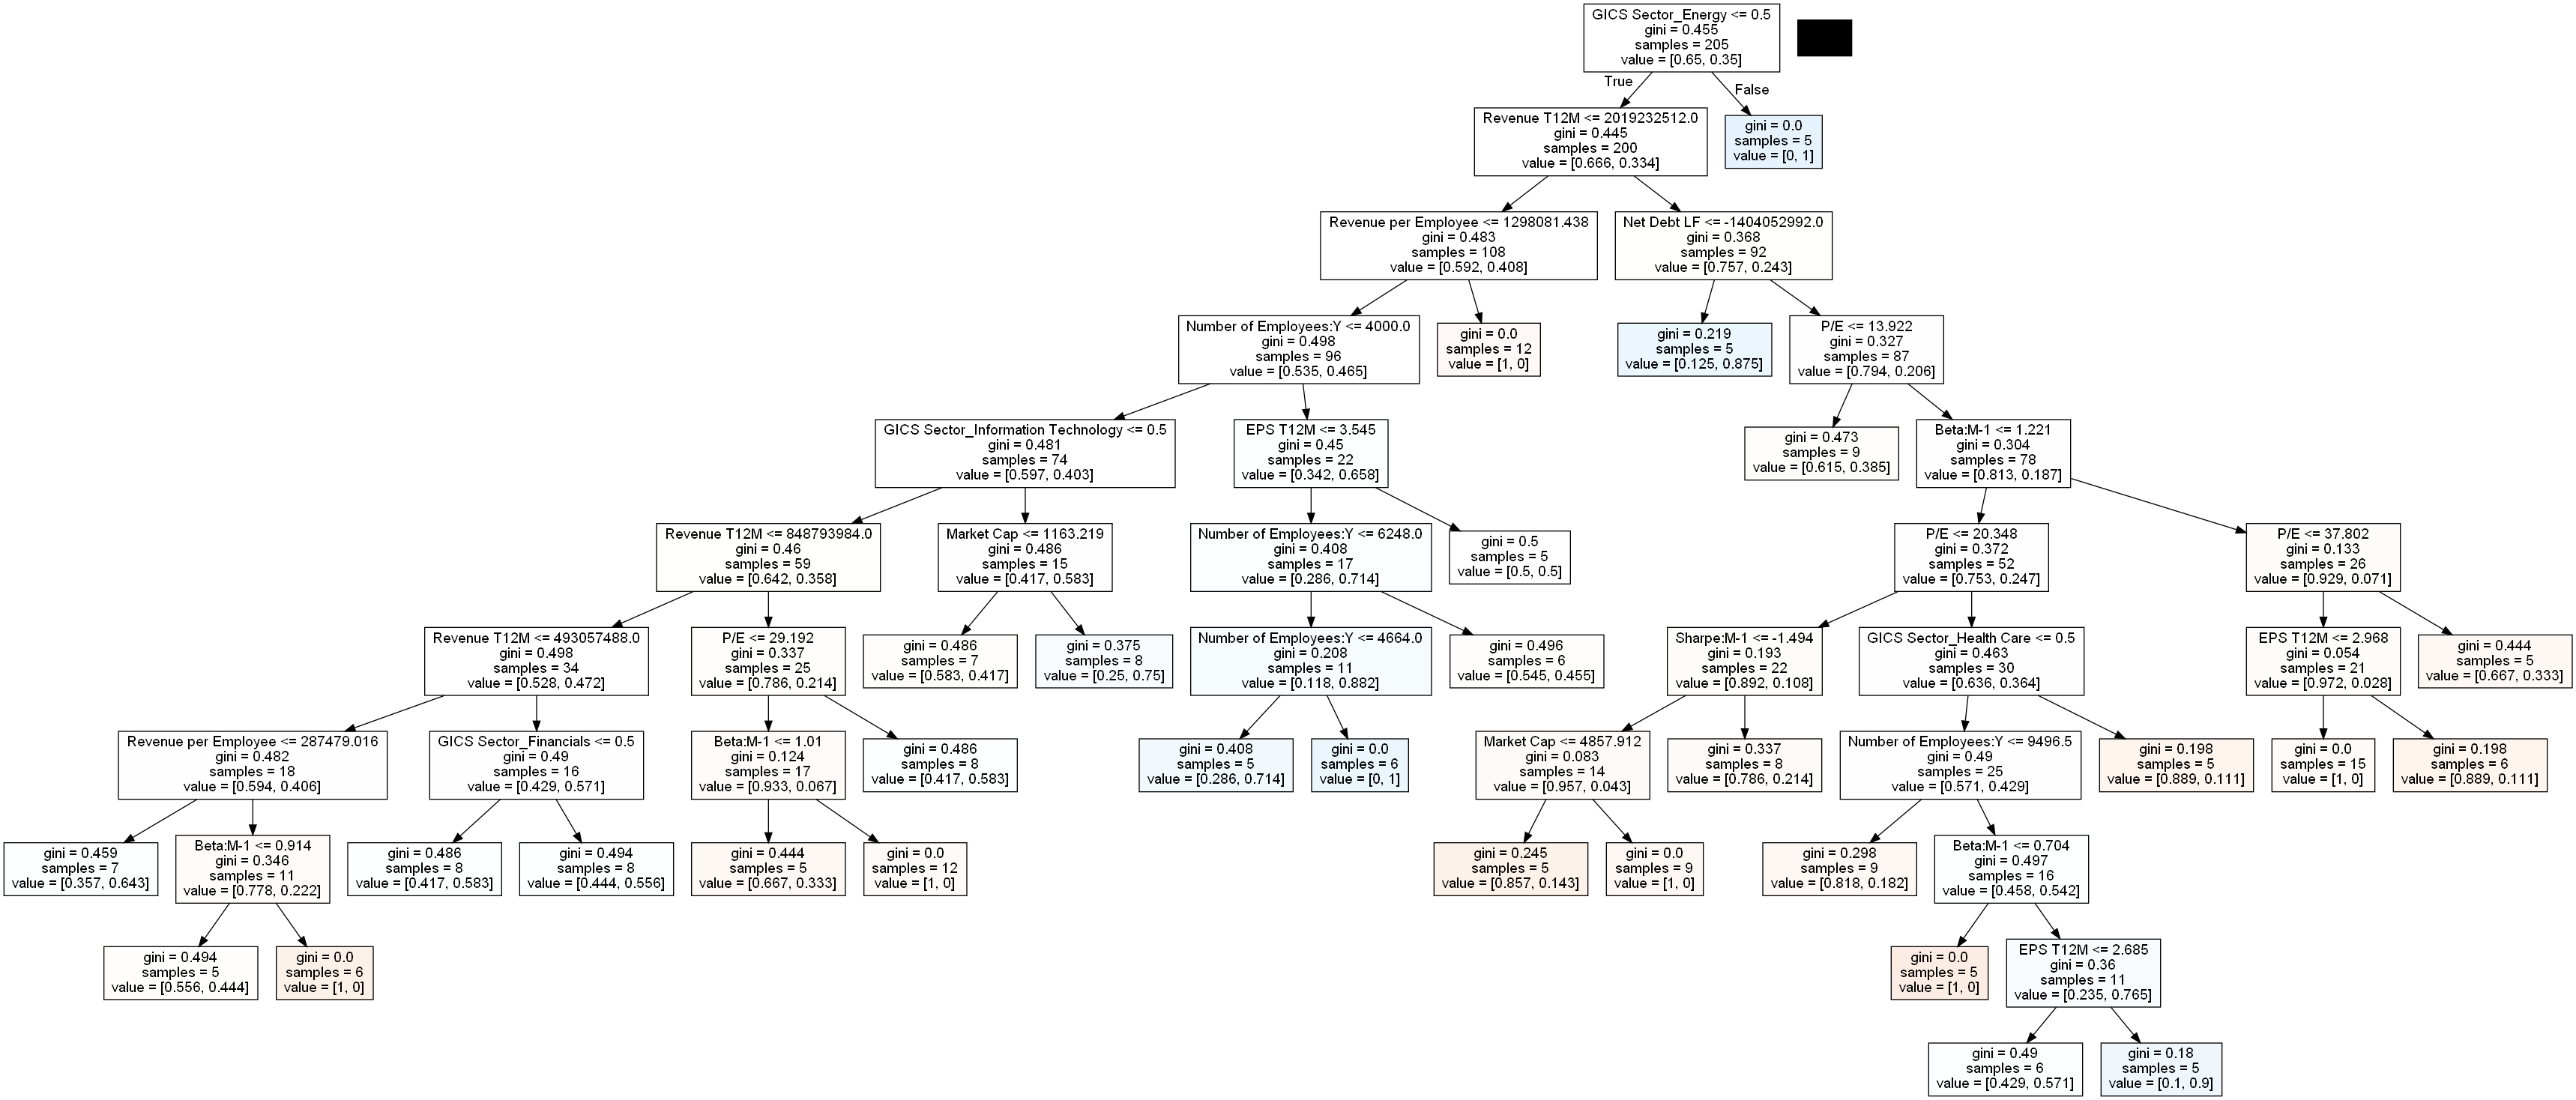 GICS Sector_Energy <= 0.5
gini = 0.455
samples = 205
value = [0.65, 0.35]
True
False
Revenue T12M <= 2019232512.0
gini = 0.445
samples = 200
value = [0.666, 0.334]
gini = 0.0
samples = 5
value = [0, 1]
Revenue per Employee <= 1298081.438
gini = 0.483
samples = 108
value = [0.592, 0.408]
Net Debt LF <= -1404052992.0
gini = 0.368
samples = 92
value = [0.757, 0.243]
Number of Employees:Y <= 4000.0
gini = 0.498
samples = 96
value = [0.535, 0.465]
gini = 0.0
samples = 12
value = [1, 0]
gini = 0.219
samples = 5
value = [0.125, 0.875]
P/E <= 13.922
gini = 0.327
samples = 87
value = [0.794, 0.206]
GICS Sector_Information Technology <= 0.5
gini = 0.481
samples = 74
value = [0.597, 0.403]
EPS T12M <= 3.545
gini = 0.45
samples = 22
value = [0.342, 0.658]
gini = 0.473
samples = 9
value = [0.615, 0.385]
Beta:M-1 <= 1.221
gini = 0.304
samples = 78
value = [0.813, 0.187]
Revenue T12M <= 848793984.0
gini = 0.46
samples = 59
value = [0.642, 0.358]
Market Cap <= 1163.219
gini = 0.486
samples = 15
value = [0.417, 0.583]
Number of Employees:Y <= 6248.0
gini = 0.408
samples = 17
value = [0.286, 0.714]
gini = 0.5
samples = 5
value = [0.5, 0.5]
P/E <= 20.348
gini = 0.372
samples = 52
value = [0.753, 0.247]
P/E <= 37.802
gini = 0.133
samples = 26
value = [0.929, 0.071]
Revenue T12M <= 493057488.0
gini = 0.498
samples = 34
value = [0.528, 0.472]
P/E <= 29.192
gini = 0.337
samples = 25
value = [0.786, 0.214]
gini = 0.486
samples = 7
value = [0.583, 0.417]
gini = 0.375
samples = 8
value = [0.25, 0.75]
Number of Employees:Y <= 4664.0
gini = 0.208
samples = 11
value = [0.118, 0.882]
gini = 0.496
samples = 6
value = [0.545, 0.455]
Sharpe:M-1 <= -1.494
gini = 0.193
samples = 22
value = [0.892, 0.108]
GICS Sector_Health Care <= 0.5
gini = 0.463
samples = 30
value = [0.636, 0.364]
EPS T12M <= 2.968
gini = 0.054
samples = 21
value = [0.972, 0.028]
gini = 0.444
samples = 5
value = [0.667, 0.333]
Revenue per Employee <= 287479.016
gini = 0.482
samples = 18
value = [0.594, 0.406]
GICS Sector_Financials <= 0.5
gini = 0.49
samples = 16
value = [0.429, 0.571]
Beta:M-1 <= 1.01
gini = 0.124
samples = 17
value = [0.933, 0.067]
gini = 0.486
samples = 8
value = [0.417, 0.583]
gini = 0.408
samples = 5
value = [0.286, 0.714]
gini = 0.0
samples = 6
value = [0, 1]
Market Cap <= 4857.912
gini = 0.083
samples = 14
value = [0.957, 0.043]
gini = 0.337
samples = 8
value = [0.786, 0.214]
Number of Employees:Y <= 9496.5
gini = 0.49
samples = 25
value = [0.571, 0.429]
gini = 0.198
samples = 5
value = [0.889, 0.111]
gini = 0.0
samples = 15
value = [1, 0]
gini = 0.198
samples = 6
value = [0.889, 0.111]
gini = 0.459
samples = 7
value = [0.357, 0.643]
Beta:M-1 <= 0.914
gini = 0.346
samples = 11
value = [0.778, 0.222]
gini = 0.486
samples = 8
value = [0.417, 0.583]
gini = 0.494
samples = 8
value = [0.444, 0.556]
gini = 0.444
samples = 5
value = [0.667, 0.333]
gini = 0.0
samples = 12
value = [1, 0]
gini = 0.245
samples = 5
value = [0.857, 0.143]
gini = 0.0
samples = 9
value = [1, 0]
gini = 0.298
samples = 9
value = [0.818, 0.182]
Beta:M-1 <= 0.704
gini = 0.497
samples = 16
value = [0.458, 0.542]
gini = 0.494
samples = 5
value = [0.556, 0.444]
gini = 0.0
samples = 6
value = [1, 0]
gini = 0.0
samples = 5
value = [1, 0]
EPS T12M <= 2.685
gini = 0.36
samples = 11
value = [0.235, 0.765]
gini = 0.49
samples = 6
value = [0.429, 0.571]
gini = 0.18
samples = 5
value = [0.1, 0.9]